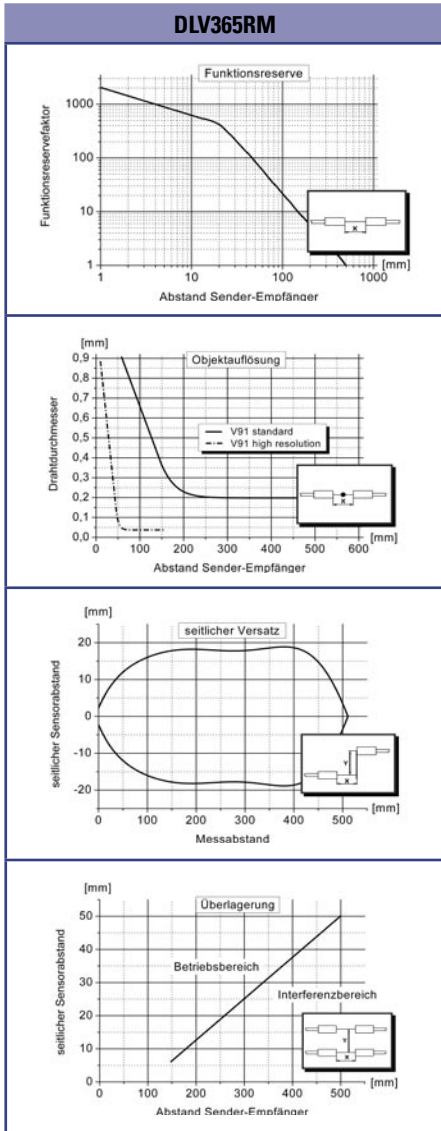 DLV365RM
Funktionsreserve
Funktionsreservefaktor
1000
100
10
1
1 10 100 1000
[mm]
X
Abstand Sender-Empfänger
[mm]
Objektauflösung
Drahtdurchmesser
0,9
0,8
0,7
0,6
0,5
0,4
0,3
0,2
0,1
0,0
V91 standard
V91 high resolution
X
0 100 200 300 400 500 600
[mm]
Abstand Sender-Empfänger
[mm]
seitlicher Versatz
seitlicher Sensorabstand
20
10
0
-10
-20
Y
X
0 100 200 300 400 500
[mm]
Messabstand
[mm]
Überlagerung
seitlicher Sensorabstand
50
40
30
20
10
0
Betriebsbereich
Interferenzbereich
Y
X
0 100 200 300 400 500
[mm]
Abstand Sender-Empfänger